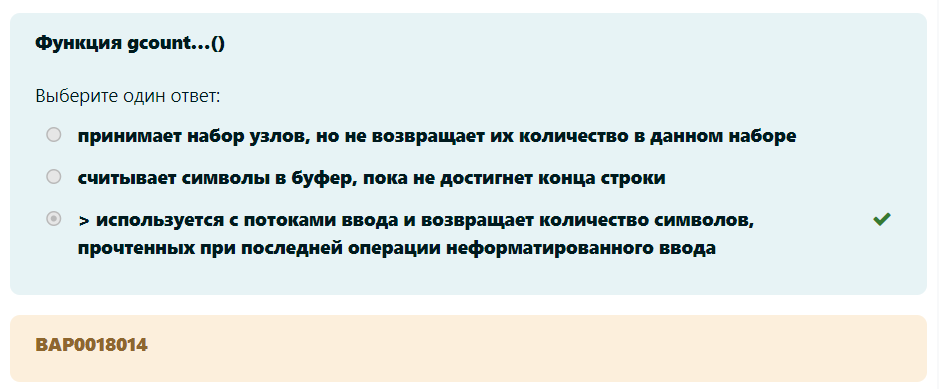 Функция gcount...()
Выберите один ответ:
принимает набор узлов, но не возвращает их количество в данном наборе
считывает символы в буфер, пока не достигнет конца строки
> используется с потоками ввода и возвращает количество символов,
прочтенных при последней операции неформатированного ввода
BAP0018014